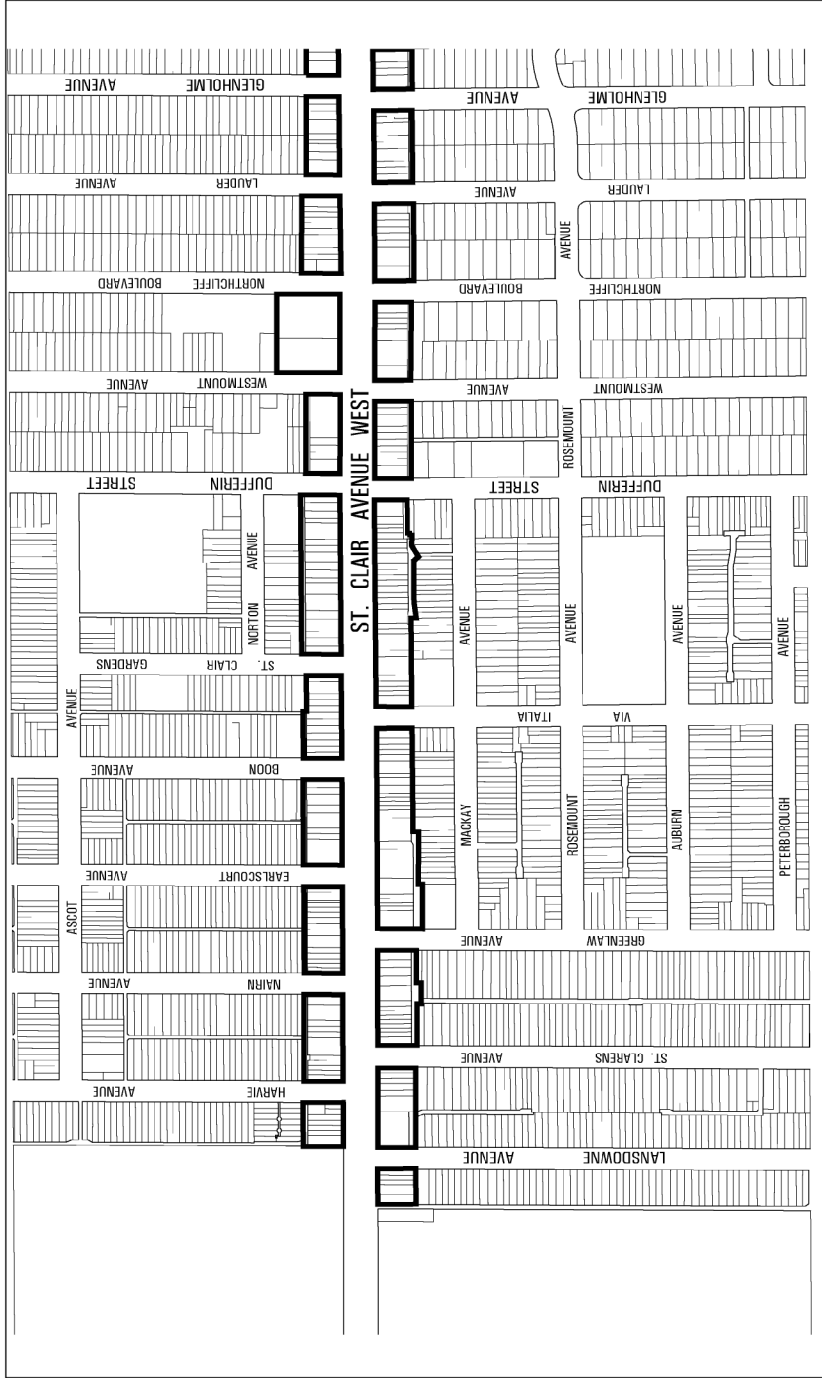 GLENHOLME AVENUE
GLENHOLME AVENUE
LAUDER AVENUE
LAUDER AVENUE
NORTHCLIFFE BOULEVARD
NORTHCLIFFE BOULEVARD
AVENUE
WESTMOUNT AVENUE
WESTMOUNT AVENUE
ROSEMOUNT
ST. CLAIR AVENUE WEST
DUFFERIN STREET
DUFFERIN STREET
NORTON AVENUE
AVENUE
AVENUE
AVENUE
AVENUE
ST. CLAIR GARDENS
ASCOT AVENUE
VIA ITALIA
BOON AVENUE
MACKAY
ROSEMOUNT
AUBURN
PETERBOROUGH
EARLSCOURT AVENUE
GREENLAW AVENUE
NAIRN AVENUE
ST. CLARENS AVENUE
HARVIE AVENUE
LANSDOWNE AVENUE